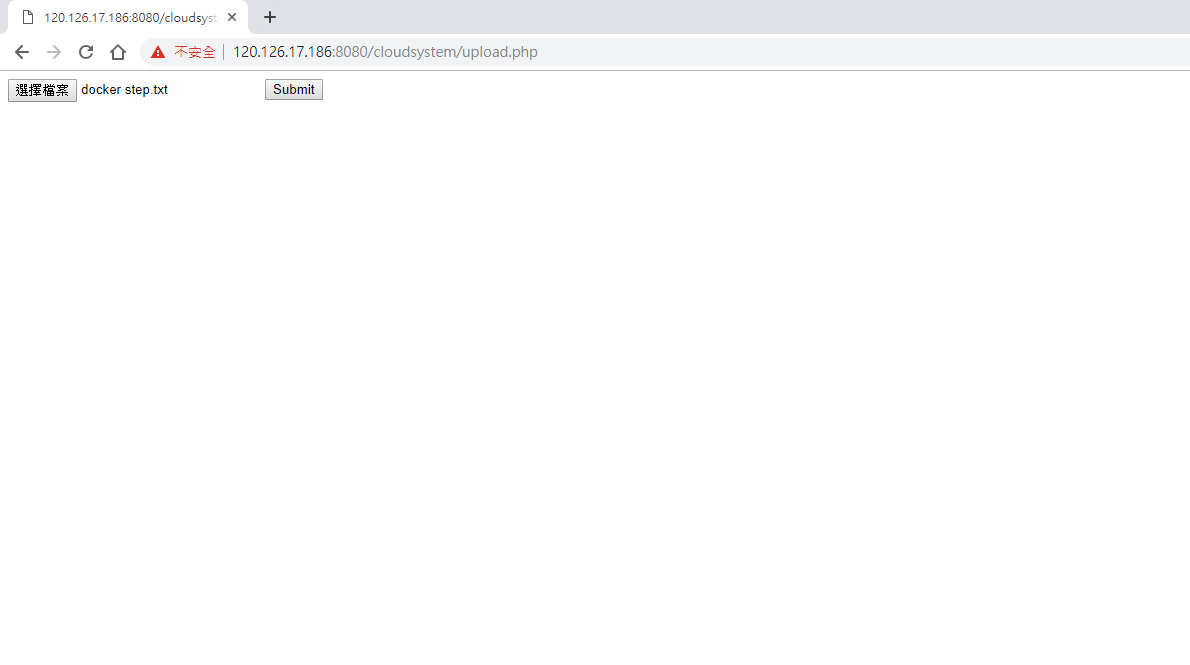 120.126.17.186:8080/cloudsyst
不安全 120.126.17.186:8080/cloudsystem/upload.php
選擇檔案 docker step.txt Submit